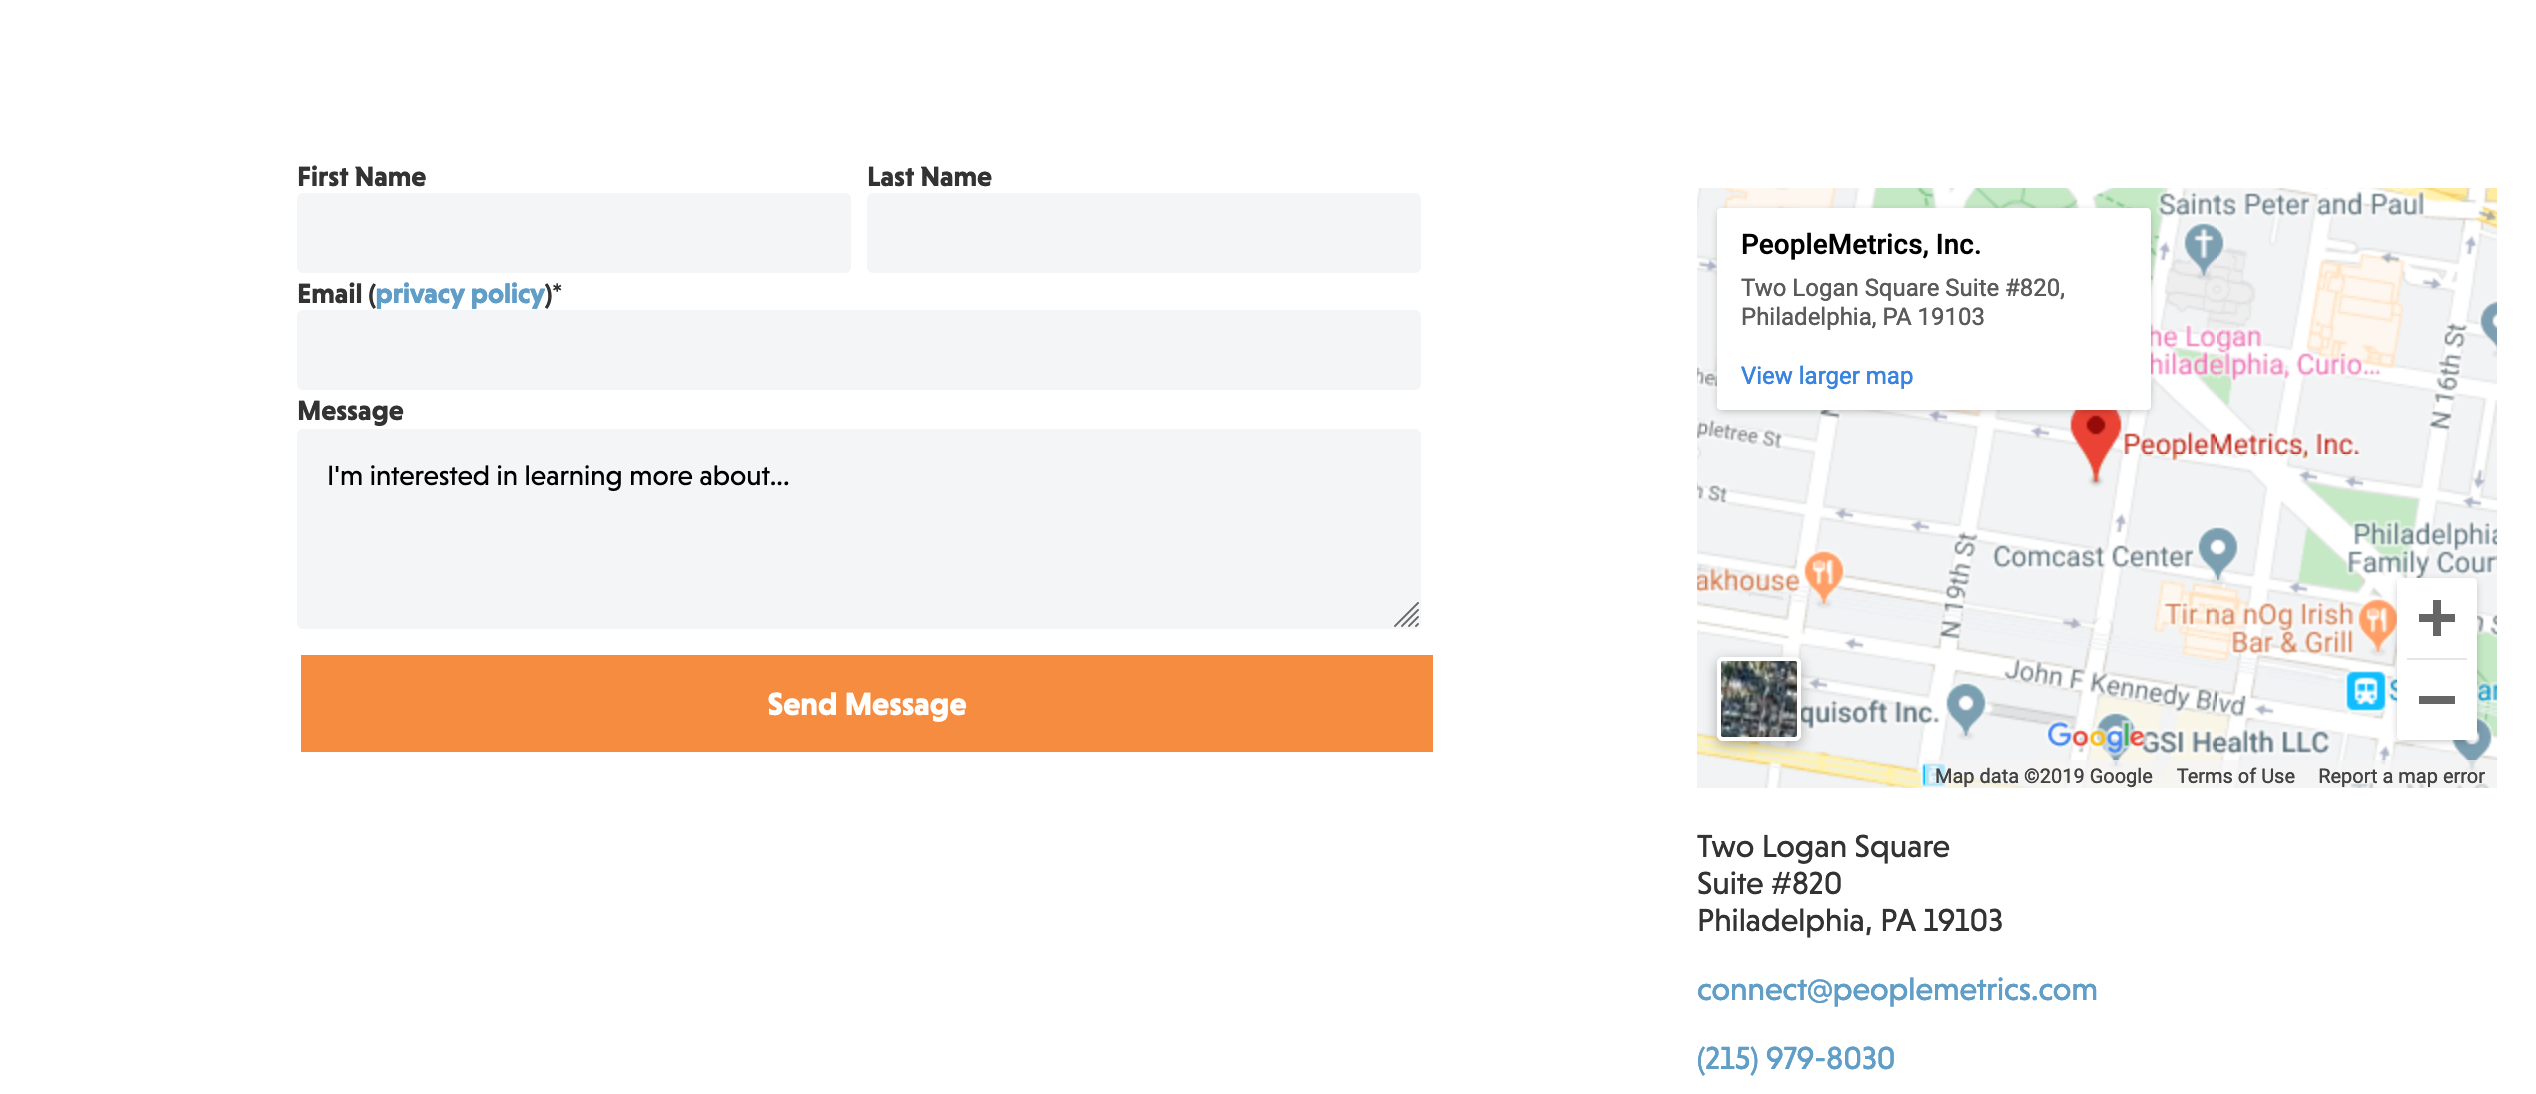 First Name
Last Name
Email (privacy policy)*
Message
I'm interested in learning more about...
Send Message
PeopleMetrics, Inc.
Two Logan Square Suite #820,
Philadelphia, PA 19103
View larger map
Saints Peter and Paul
he Logan
hiladelphia, Curio...
N 16th St
pletree St
PeopleMetrics, Inc.
St
Comcast Center
Philadelphia
Family Cour
akhouse
N 19th St
Tir na nOg Irish
Bar & Grill
John F Kennedy Blvd
quisoft Inc.
Google
GSI Health LLC
Map data ©2019 Google
Terms of Use
Report a map error
Two Logan Square
Suite #820
Philadelphia, PA 19103
connect@peoplemetrics.com
(215) 979-8030